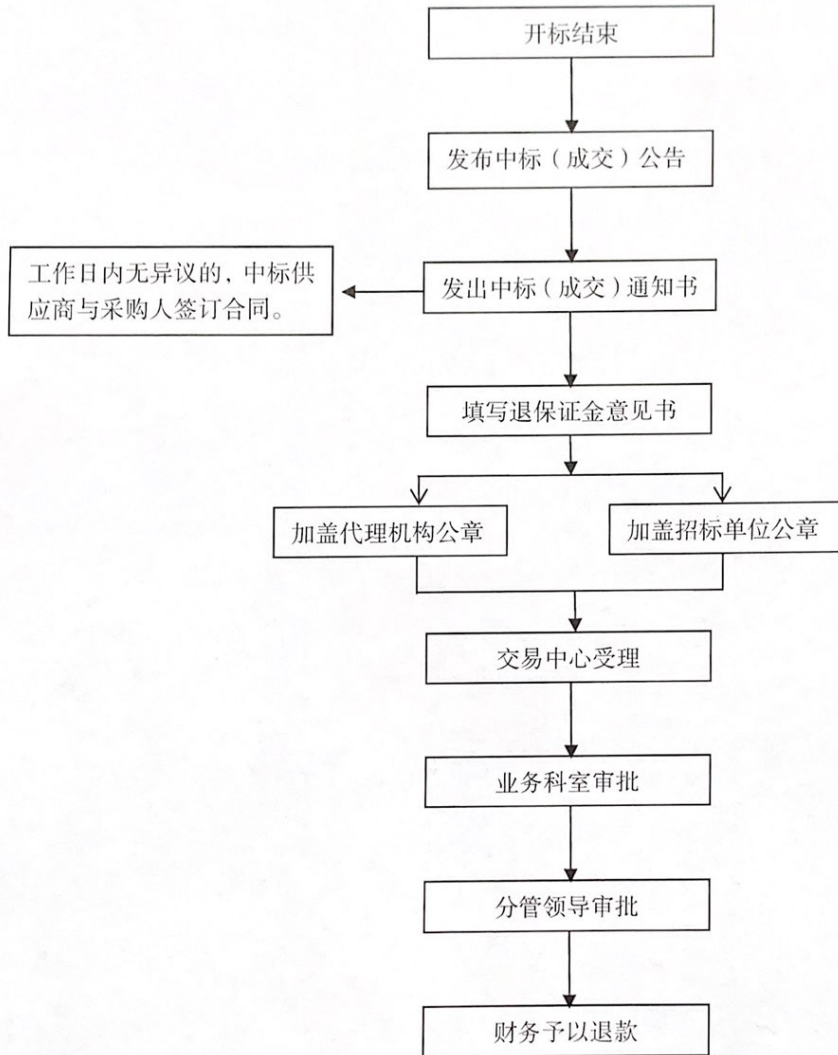 开标结束
发布中标（成交）公告
工作日内无异议的，中标供
应商与采购人签订合同。
发出中标（成交）通知书
填写退保证金意见书
加盖代理机构公章
加盖招标单位公章
交易中心受理
业务科室审批
分管领导审批
财务予以退款